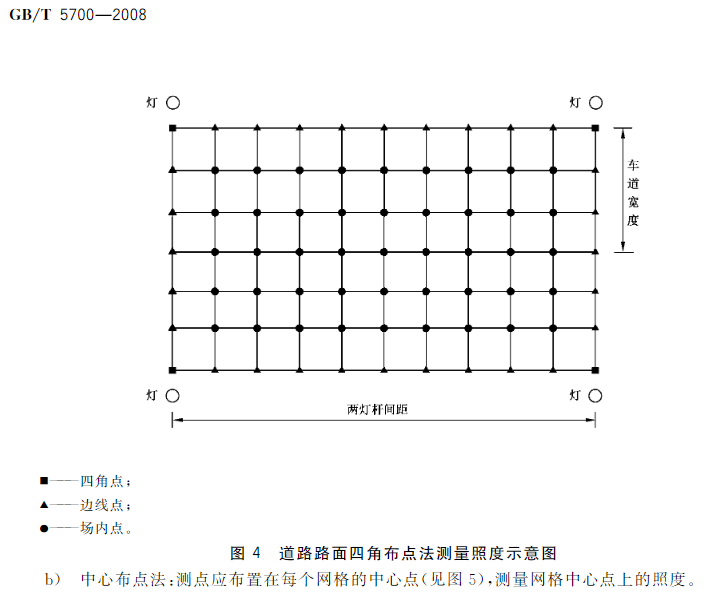 GB/T 5700—2008
灯 灯
车道宽度
灯 灯
两灯杆间距
■——四角点；
▲——边线点；
●——场内点。
图 4 道路路面四角布点法测量照度示意图
b) 中心布点法：测点应布置在每个网格的中心点(见图 5)，测量网格中心点上的照度。